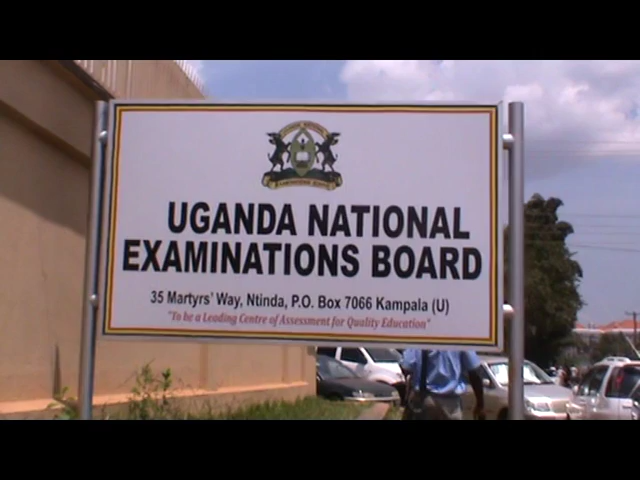 UGANDA NATIONAL
EXAMINATIONS BOARD
35 Martyrs' Way, Ntinda, P.O. Box 7066 Kampala (U)
"To be a Leading Centre of Assessment for Quality Education"